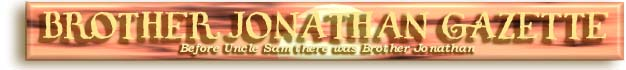 BROTHER JONATHAN GAZETTE
Before Uncle Sam there was Brother Jonathan